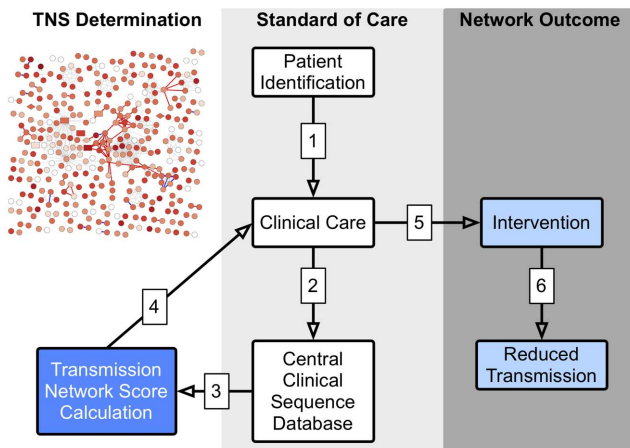 TNS Determination
Standard of Care
Network Outcome
Patient
Identification
1
Clinical Care
5
Intervention
2
6
4
Transmission
Network Score
Calculation
3
Central
Clinical
Sequence
Database
Reduced
Transmission